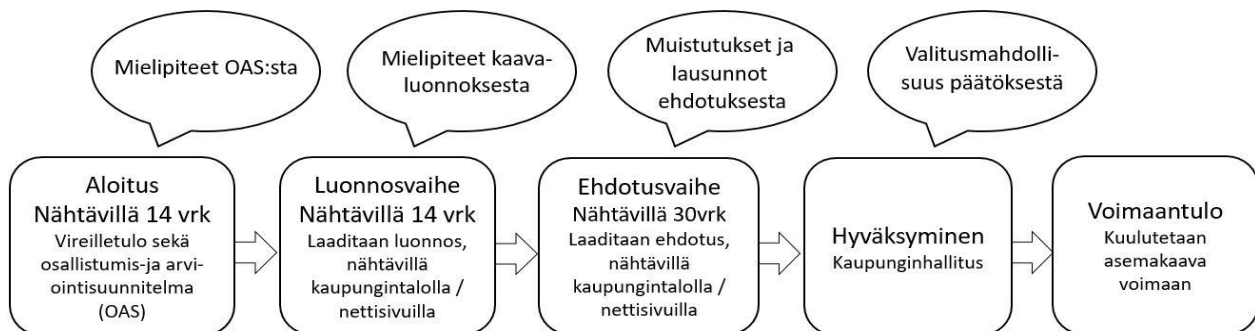 Mielipiteet OAS:sta
Mielipiteet kaava-
luonnoksesta
Muistutukset ja
lausunnot
ehdotuksesta
Valitusmahdolli-
suus päätöksestä
Aloitus
Nähtävillä 14 vrk
Vireilletulo sekä
osallistumis-ja arvi-
ointisuunnitelma
(OAS)
Luonnosvaihe
Nähtävillä 14 vrk
Laaditaan luonnos,
nähtävillä
kaupungintalolla /
nettisivuilla
Ehdotusvaihe
Nähtävillä 30vrk
Laaditaan ehdotus,
nähtävillä
kaupungintalolla /
nettisivuilla
Hyväksyminen
Kaupunginhallitus
Voimaantulo
Kuulutetaan
asemakaava
voimaan